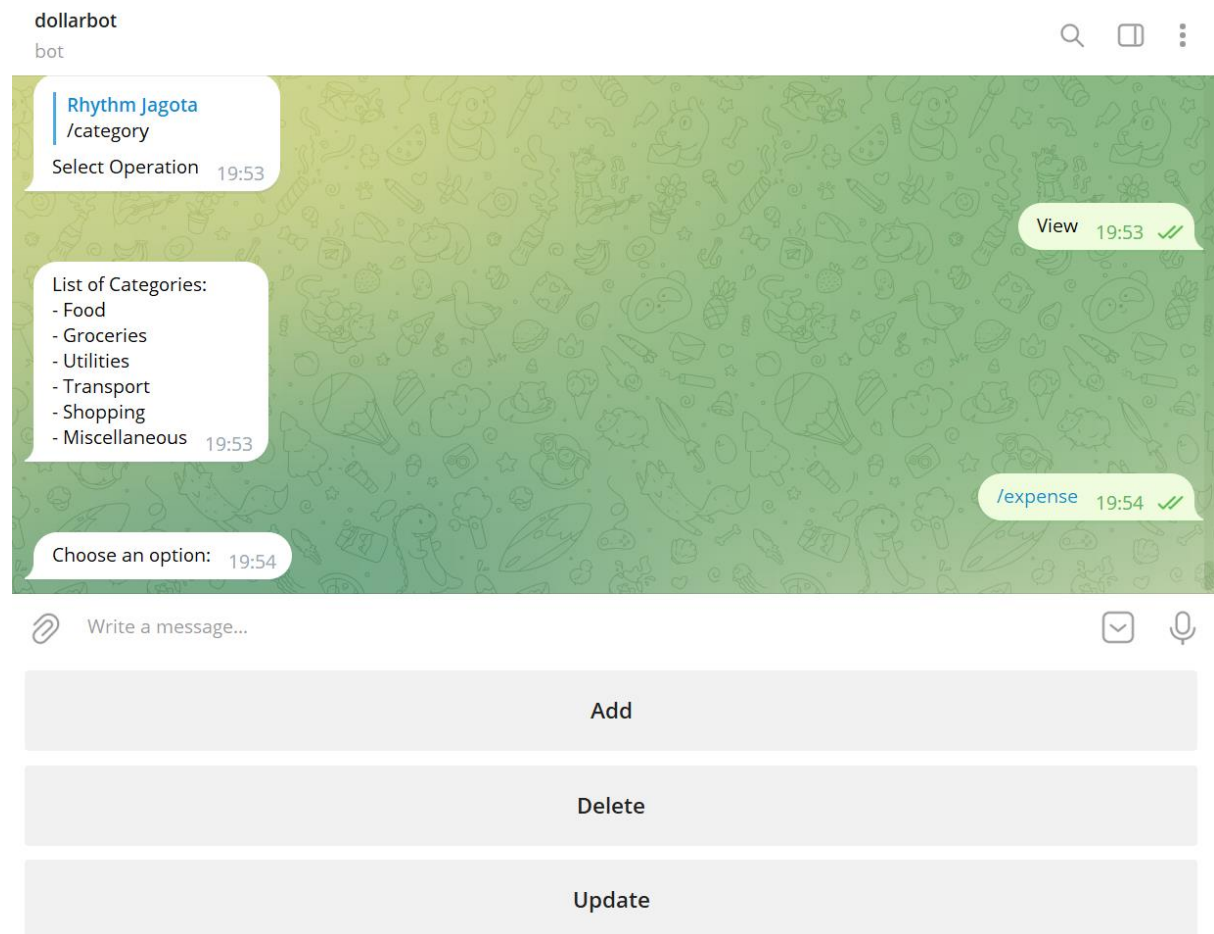 dollarbot
bot
Rhythm Jagota
/category
Select Operation 19:53
View 19:53
List of Categories:
- Food
- Groceries
- Utilities
- Transport
- Shopping
- Miscellaneous 19:53
/expense 19:54
Choose an option: 19:54
Write a message...
Add
Delete
Update